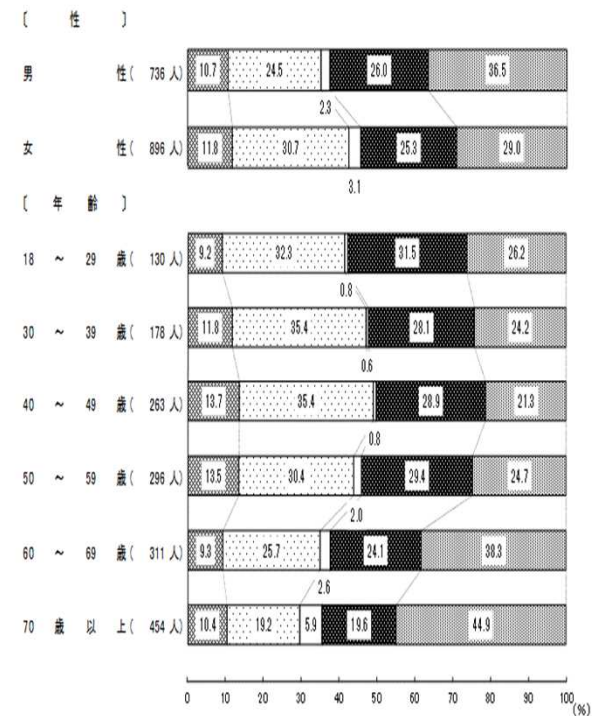 〔 性 〕
男 性( 736 人) 10.7 24.5 26.0 36.5
2.3
女 性( 896 人) 11.8 30.7 25.3 29.0
3.1
〔 年 齢 〕
18 ～ 29 歳( 130 人) 9.2 32.3 31.5 26.2
0.8
30 ～ 39 歳( 178 人) 11.8 35.4 28.1 24.2
0.6
40 ～ 49 歳( 263 人) 13.7 35.4 28.9 21.3
0.8
50 ～ 59 歳( 296 人) 13.5 30.4 29.4 24.7
2.0
60 ～ 69 歳( 311 人) 9.3 25.7 24.1 38.3
2.6
70 歳 以 上( 454 人) 10.4 19.2 5.9 19.6 44.9
0 10 20 30 40 50 60 70 80 90 100
(%)